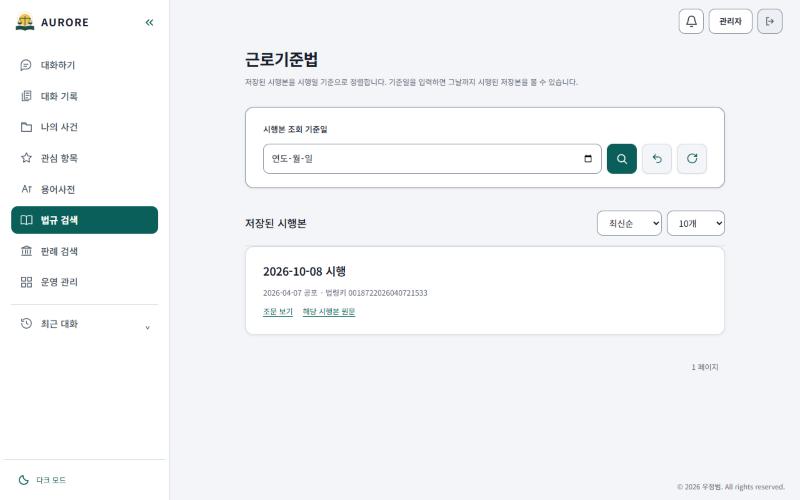 AURORE
대화하기
대화 기록
나의 사건
관심 항목
용어사전
법규 검색
판례 검색
운영 관리
최근 대화
다크 모드
관리자
근로기준법
저장된 시행본을 시행일 기준으로 정렬합니다. 기준일을 입력하면 그날까지 시행된 저장본을 볼 수 있습니다.
시행본 조회 기준일
연도-월-일
저장된 시행본
최신순
10개
2026-10-08 시행
2026-04-07 공포 · 법령키 0018722026040721533
조문 보기 해당 시행본 원문
1 페이지
© 2026 우정범. All rights reserved.